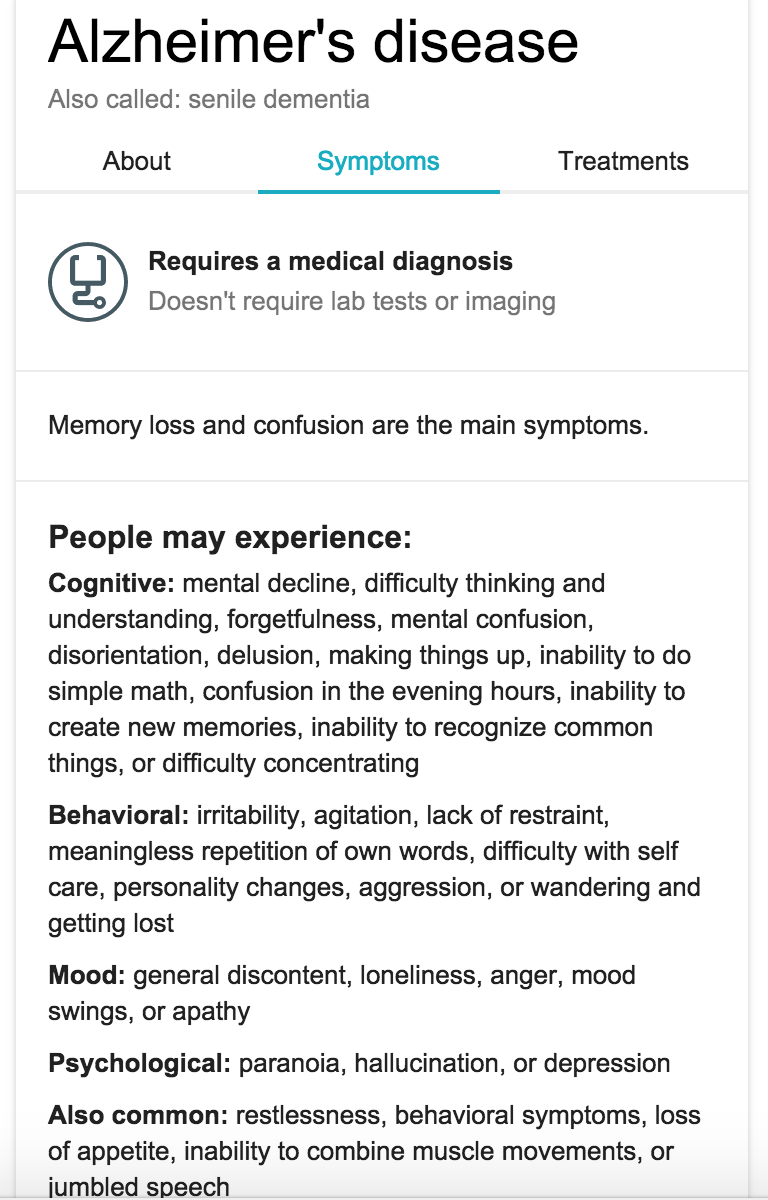 Alzheimer's disease
Also called: senile dementia
About Symptoms Treatments
Requires a medical diagnosis
Doesn't require lab tests or imaging
Memory loss and confusion are the main symptoms.
People may experience:
Cognitive: mental decline, difficulty thinking and
understanding, forgetfulness, mental confusion,
disorientation, delusion, making things up, inability to do
simple math, confusion in the evening hours, inability to
create new memories, inability to recognize common
things, or difficulty concentrating
Behavioral: irritability, agitation, lack of restraint,
meaningless repetition of own words, difficulty with self
care, personality changes, aggression, or wandering and
getting lost
Mood: general discontent, loneliness, anger, mood
swings, or apathy
Psychological: paranoia, hallucination, or depression
Also common: restlessness, behavioral symptoms, loss
of appetite, inability to combine muscle movements, or
jumbled speech